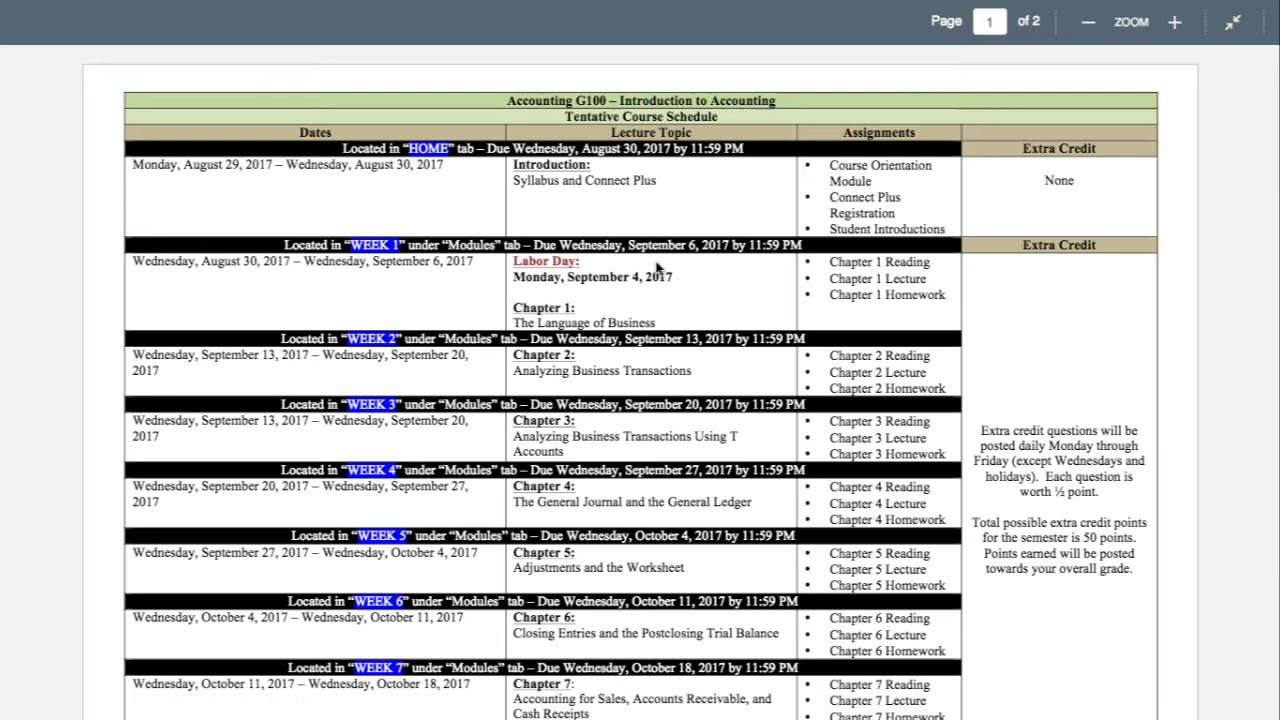 Page 1 of 2 — ZOOM +
Accounting G100 – Introduction to Accounting
Tentative Course Schedule
Dates Lecture Topic Assignments
Located in “HOME” tab – Due Wednesday, August 30, 2017 by 11:59 PM Extra Credit
Monday, August 29, 2017 – Wednesday, August 30, 2017
Introduction:
Syllabus and Connect Plus
• Course Orientation
Module
• Connect Plus
Registration
• Student Introductions
None
Located in “WEEK 1” under “Modules” tab – Due Wednesday, September 6, 2017 by 11:59 PM Extra Credit
Wednesday, August 30, 2017 – Wednesday, September 6, 2017
Labor Day:
Monday, September 4, 2017
Chapter 1:
The Language of Business
• Chapter 1 Reading
• Chapter 1 Lecture
• Chapter 1 Homework
Located in “WEEK 2” under “Modules” tab – Due Wednesday, September 13, 2017 by 11:59 PM
Wednesday, September 13, 2017 – Wednesday, September 20,
2017
Chapter 2:
Analyzing Business Transactions
• Chapter 2 Reading
• Chapter 2 Lecture
• Chapter 2 Homework
Located in “WEEK 3” under “Modules” tab – Due Wednesday, September 20, 2017 by 11:59 PM
Wednesday, September 13, 2017 – Wednesday, September 20,
2017
Chapter 3:
Analyzing Business Transactions Using T
Accounts
• Chapter 3 Reading
• Chapter 3 Lecture
• Chapter 3 Homework
Located in “WEEK 4” under “Modules” tab – Due Wednesday, September 27, 2017 by 11:59 PM
Wednesday, September 20, 2017 – Wednesday, September 27,
2017
Chapter 4:
The General Journal and the General Ledger
• Chapter 4 Reading
• Chapter 4 Lecture
• Chapter 4 Homework
Located in “WEEK 5” under “Modules” tab – Due Wednesday, October 4, 2017 by 11:59 PM
Wednesday, September 27, 2017 – Wednesday, October 4, 2017
Chapter 5:
Adjustments and the Worksheet
• Chapter 5 Reading
• Chapter 5 Lecture
• Chapter 5 Homework
Located in “WEEK 6” under “Modules” tab – Due Wednesday, October 11, 2017 by 11:59 PM
Wednesday, October 4, 2017 – Wednesday, October 11, 2017
Chapter 6:
Closing Entries and the Postclosing Trial Balance
• Chapter 6 Reading
• Chapter 6 Lecture
• Chapter 6 Homework
Located in “WEEK 7” under “Modules” tab – Due Wednesday, October 18, 2017 by 11:59 PM
Wednesday, October 11, 2017 – Wednesday, October 18, 2017
Chapter 7:
Accounting for Sales, Accounts Receivable, and
Cash Receipts
• Chapter 7 Reading
• Chapter 7 Lecture
• Chapter 7 Homework
Extra credit questions will be
posted daily Monday through
Friday (except Wednesdays and
holidays). Each question is
worth ½ point.
Total possible extra credit points
for the semester is 50 points.
Points earned will be posted
towards your overall grade.